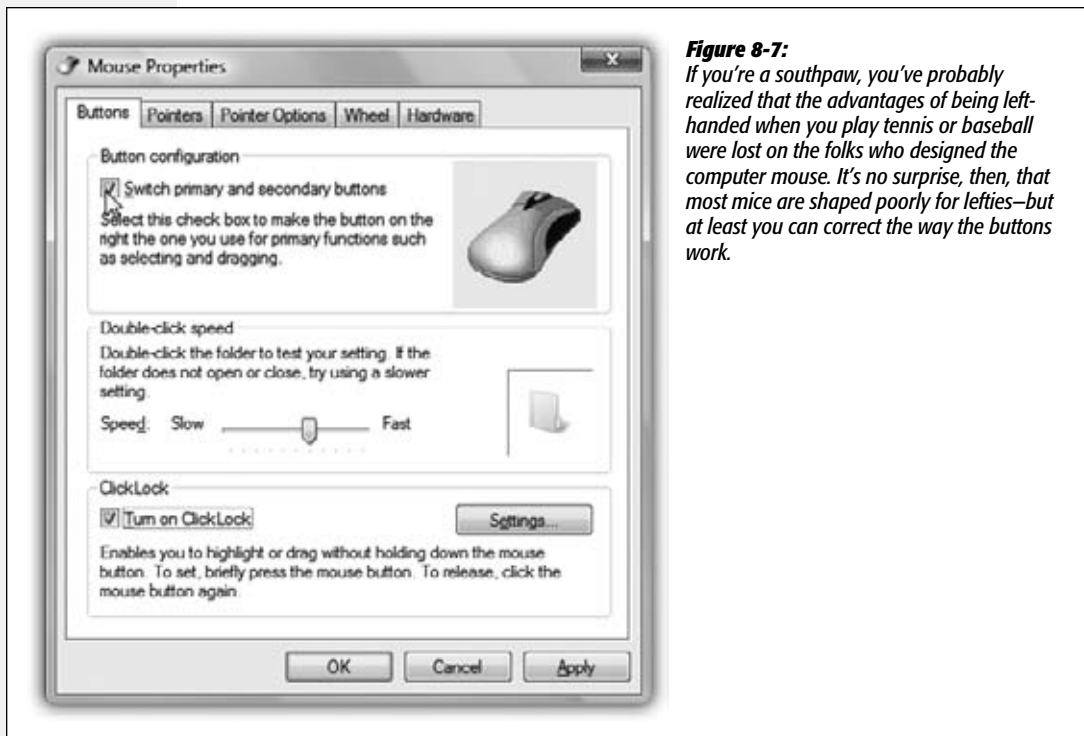 Mouse Properties
x
Buttons
Pointers
Pointer Options
Wheel
Hardware
Button configuration
Switch primary and secondary buttons
Select this check box to make the button on the
right the one you use for primary functions such
as selecting and dragging.
Double-click speed
Double-click the folder to test your setting. If the
folder does not open or close, try using a slower
setting.
Speed: Slow Fast
ClickLock
Turn on ClickLock
Settings...
Enables you to highlight or drag without holding down the mouse
button. To set, briefly press the mouse button. To release, click the
mouse button again.
OK
Cancel
Apply
Figure 8-7:
If you’re a southpaw, you’ve probably
realized that the advantages of being left-
handed when you play tennis or baseball
were lost on the folks who designed the
computer mouse. It’s no surprise, then, that
most mice are shaped poorly for lefties—but
at least you can correct the way the buttons
work.